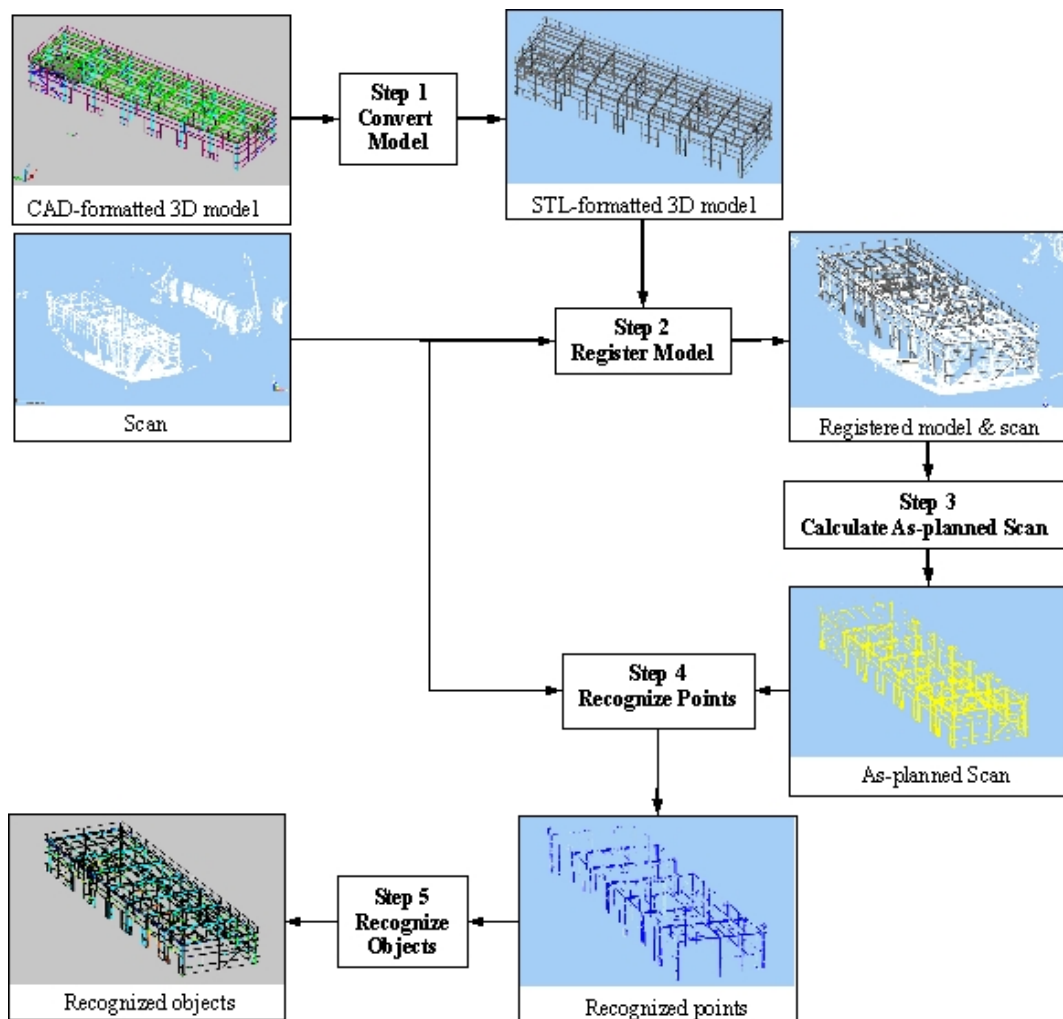 Step 1
Convert
Model
CAD-formatted 3D model
STL-formatted 3D model
Step 2
Register Model
Scan
Registered model & scan
Step 3
Calculate As-planned Scan
Step 4
Recognize Points
As-planned Scan
Step 5
Recognize
Objects
Recognized objects
Recognized points